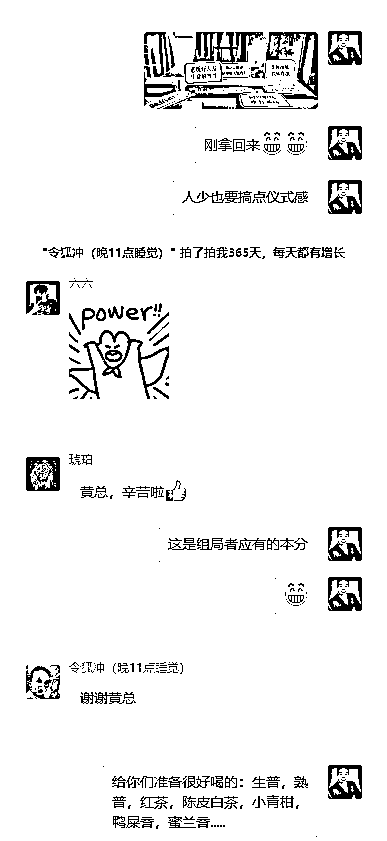 刚拿回来
人少也要搞点仪式感
"令狐冲（晚11点睡觉）" 拍了拍我365天，每天都有增长
六六
power!!
琥珀
黄总，辛苦啦
这是组局者应有的本分
令狐冲（晚11点睡觉）
谢谢黄总
给你们准备很好喝的：生普，熟
普，红茶，陈皮白茶，小青柑，
鸭屎香，蜜兰香.....